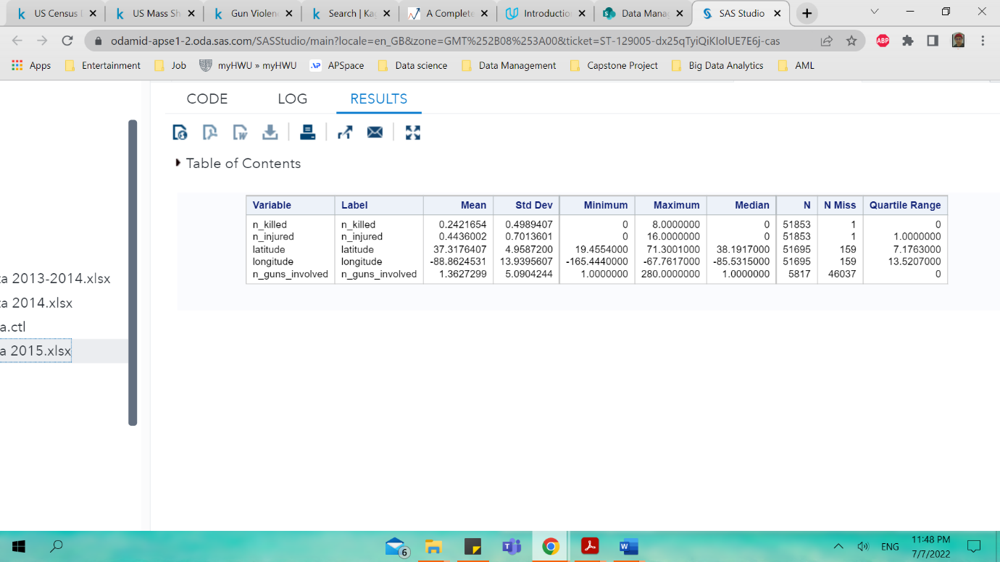 US Census
US Mass Sh
Gun Violen
Search | Ka
A Complete
Introduction
Data Mana
SAS Studio
odamid-apse1-2.oda.sas.com/SASStudio/main?locale=en_GB&zone=GMT%252B08%253A00&ticket=ST-129005-dx25qTyiQiKIolUE7E6j-cas
ABP
Apps
Entertainment
Job
myHWU » myHWU
APSpace
Data science
Data Management
Capstone Project
Big Data Analytics
AML
CODE LOG RESULTS
Table of Contents
Variable Label Mean Std Dev Minimum Maximum Median N N Miss Quartile Range
n_killed n_killed 0.2421654 0.4989407 0 8.0000000 0 51853 1 0
n_injured n_injured 0.4436002 0.7013601 0 16.0000000 0 51853 1 1.0000000
latitude latitude 37.3176407 4.9587200 19.4554000 71.3001000 38.1917000 51695 159 7.1763000
longitude longitude -88.8624531 13.9395607 -165.4440000 -67.7617000 -85.5315000 51695 159 13.5207000
n_guns_involved n_guns_involved 1.3627299 5.0904244 1.0000000 280.0000000 1.0000000 5817 46037 0
a 2013-2014.xlsx
a 2014.xlsx
a.ctl
a 2015.xlsx
6
ENG
11:48 PM
7/7/2022